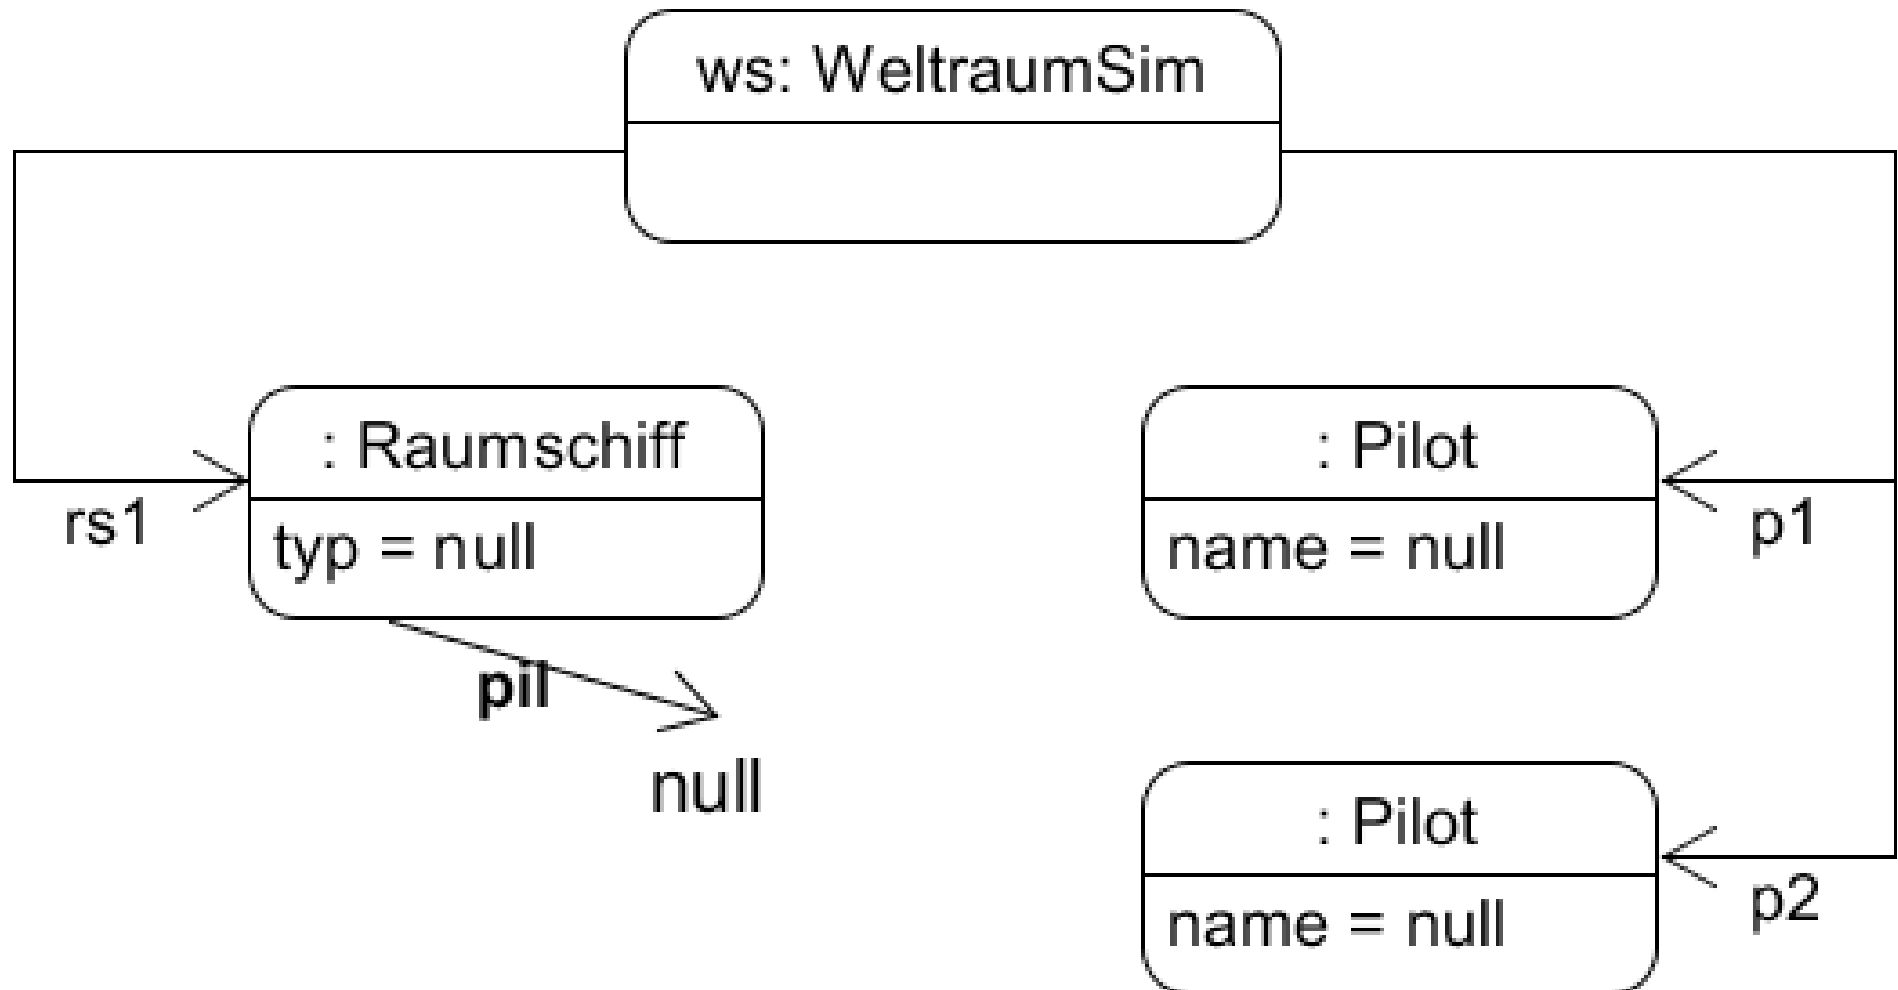 ws: WeltraumSim
: Raumschiff
typ = null
rs1
pil
null
: Pilot
name = null
p1
: Pilot
name = null
p2